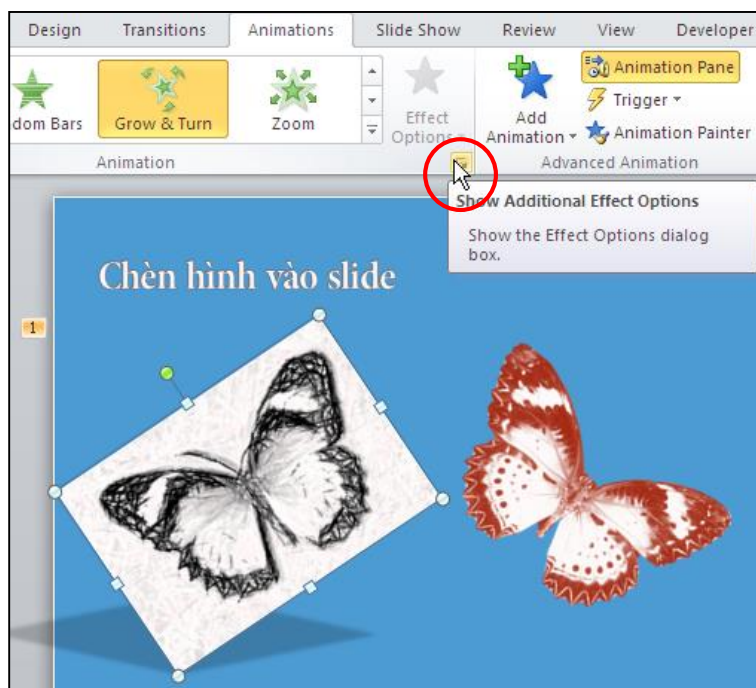 Design Transitions Animations Slide Show Review View Developer
dom Bars Grow & Turn Zoom Effect Options Add Animation Animation Pane
Trigger
Animation Painter
Animation Advanced Animation
Show Additional Effect Options
Show the Effect Options dialog
box.
Chèn hình vào slide
1